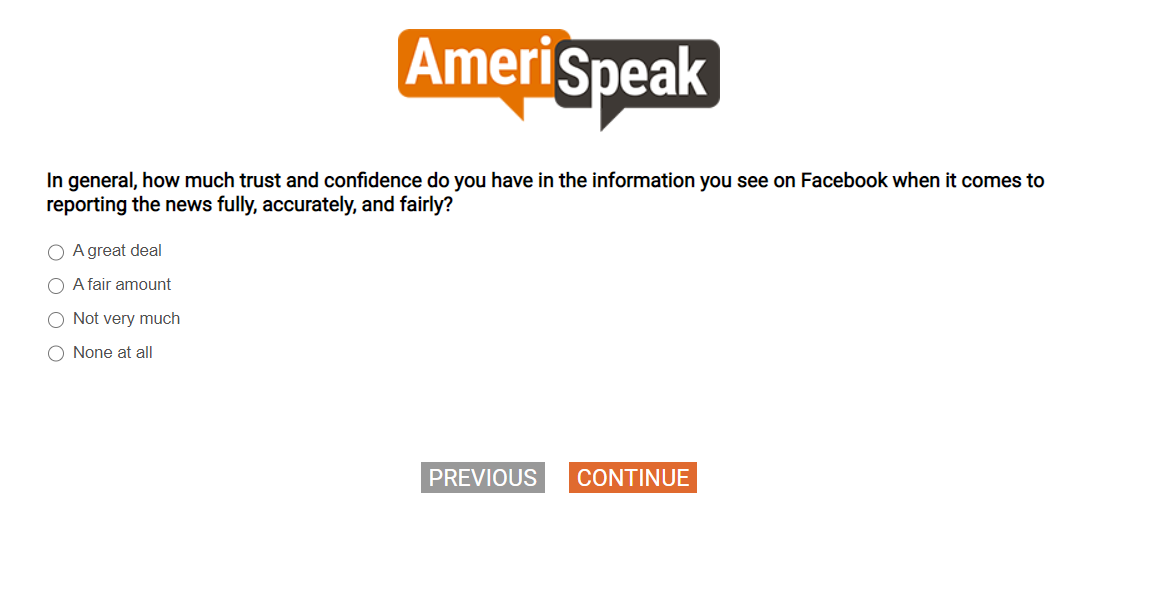 AmeriSpeak
In general, how much trust and confidence do you have in the information you see on Facebook when it comes to
reporting the news fully, accurately, and fairly?
A great deal
A fair amount
Not very much
None at all
PREVIOUS CONTINUE